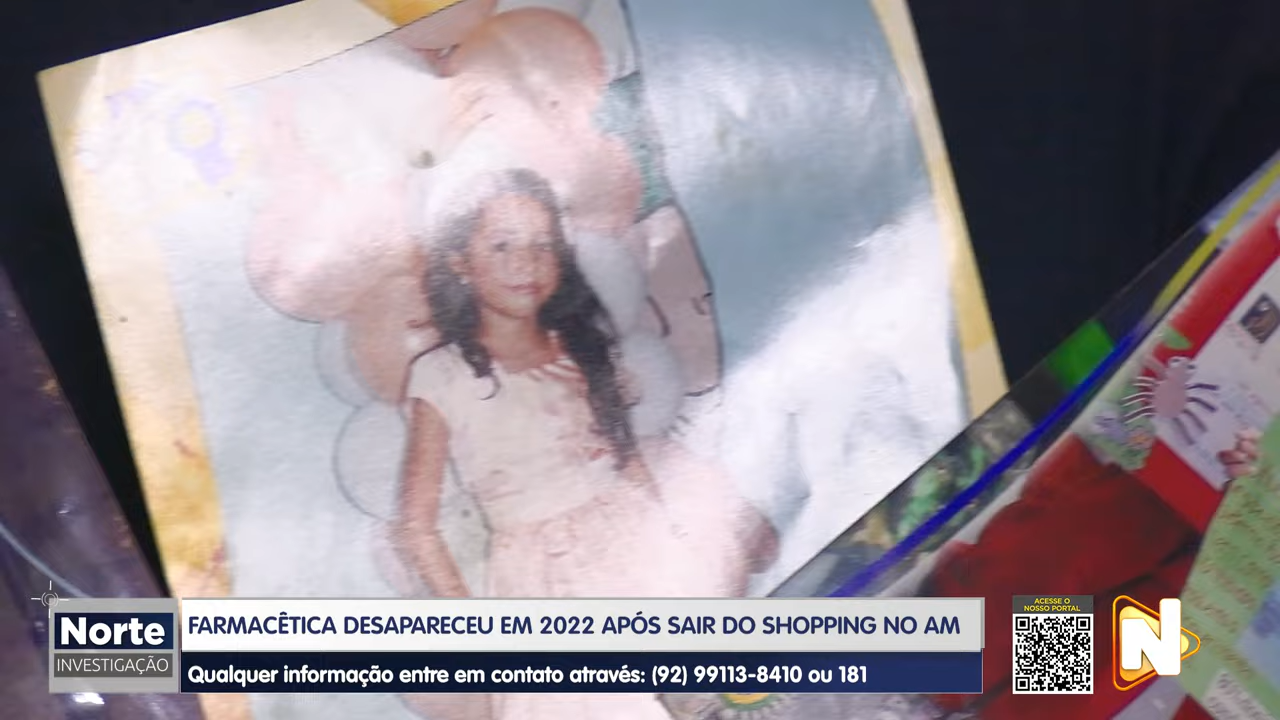 Norte
INVESTIGAÇÃO
FARMACÊUTICA DESAPARECEU EM 2022 APÓS SAIR DO SHOPPING NO AM
Qualquer informação entre em contato através: (92) 99113-8410 ou 181
ACESSE O
NOSSO PORTAL
N